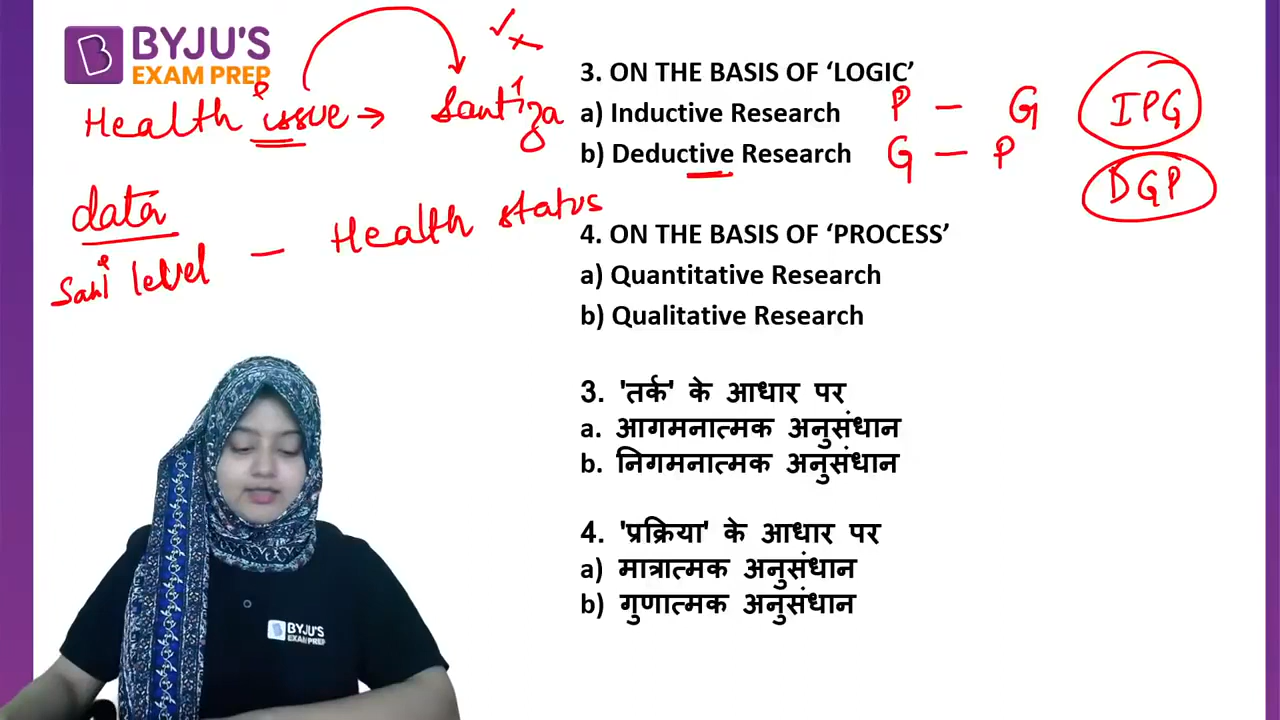 BYJU'S
EXAM PREP
Health issue → Santiza
data
Sani level - Health status
3. ON THE BASIS OF ‘LOGIC’
a) Inductive Research P - G IPG
b) Deductive Research G - P DGP
4. ON THE BASIS OF ‘PROCESS’
a) Quantitative Research
b) Qualitative Research
3. 'तर्क' के आधार पर
a. आगमनात्मक अनुसंधान
b. निगमनात्मक अनुसंधान
4. 'प्रक्रिया' के आधार पर
a) मात्रात्मक अनुसंधान
b) गुणात्मक अनुसंधान
BYJU'S
EXAM PREP